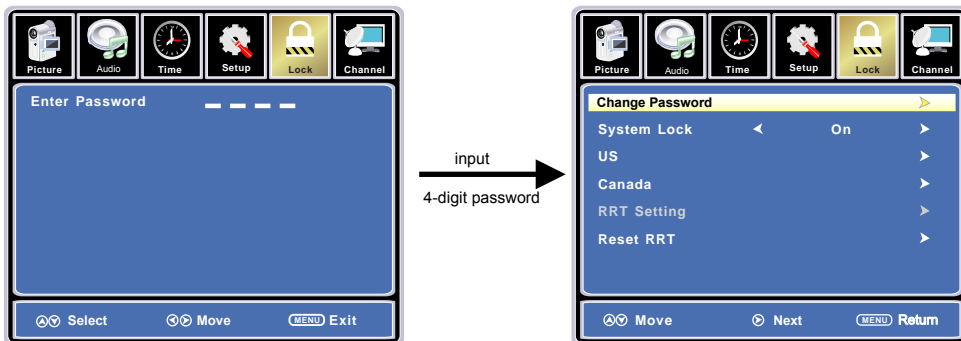 Picture Audio Time Setup Lock Channel
Enter Password _ _ _ _
Select Move MENU Exit
input
4-digit password
Picture Audio Time Setup Lock Channel
Change Password
System Lock On
US
Canada
RRT Setting
Reset RRT
Move Next MENU Return